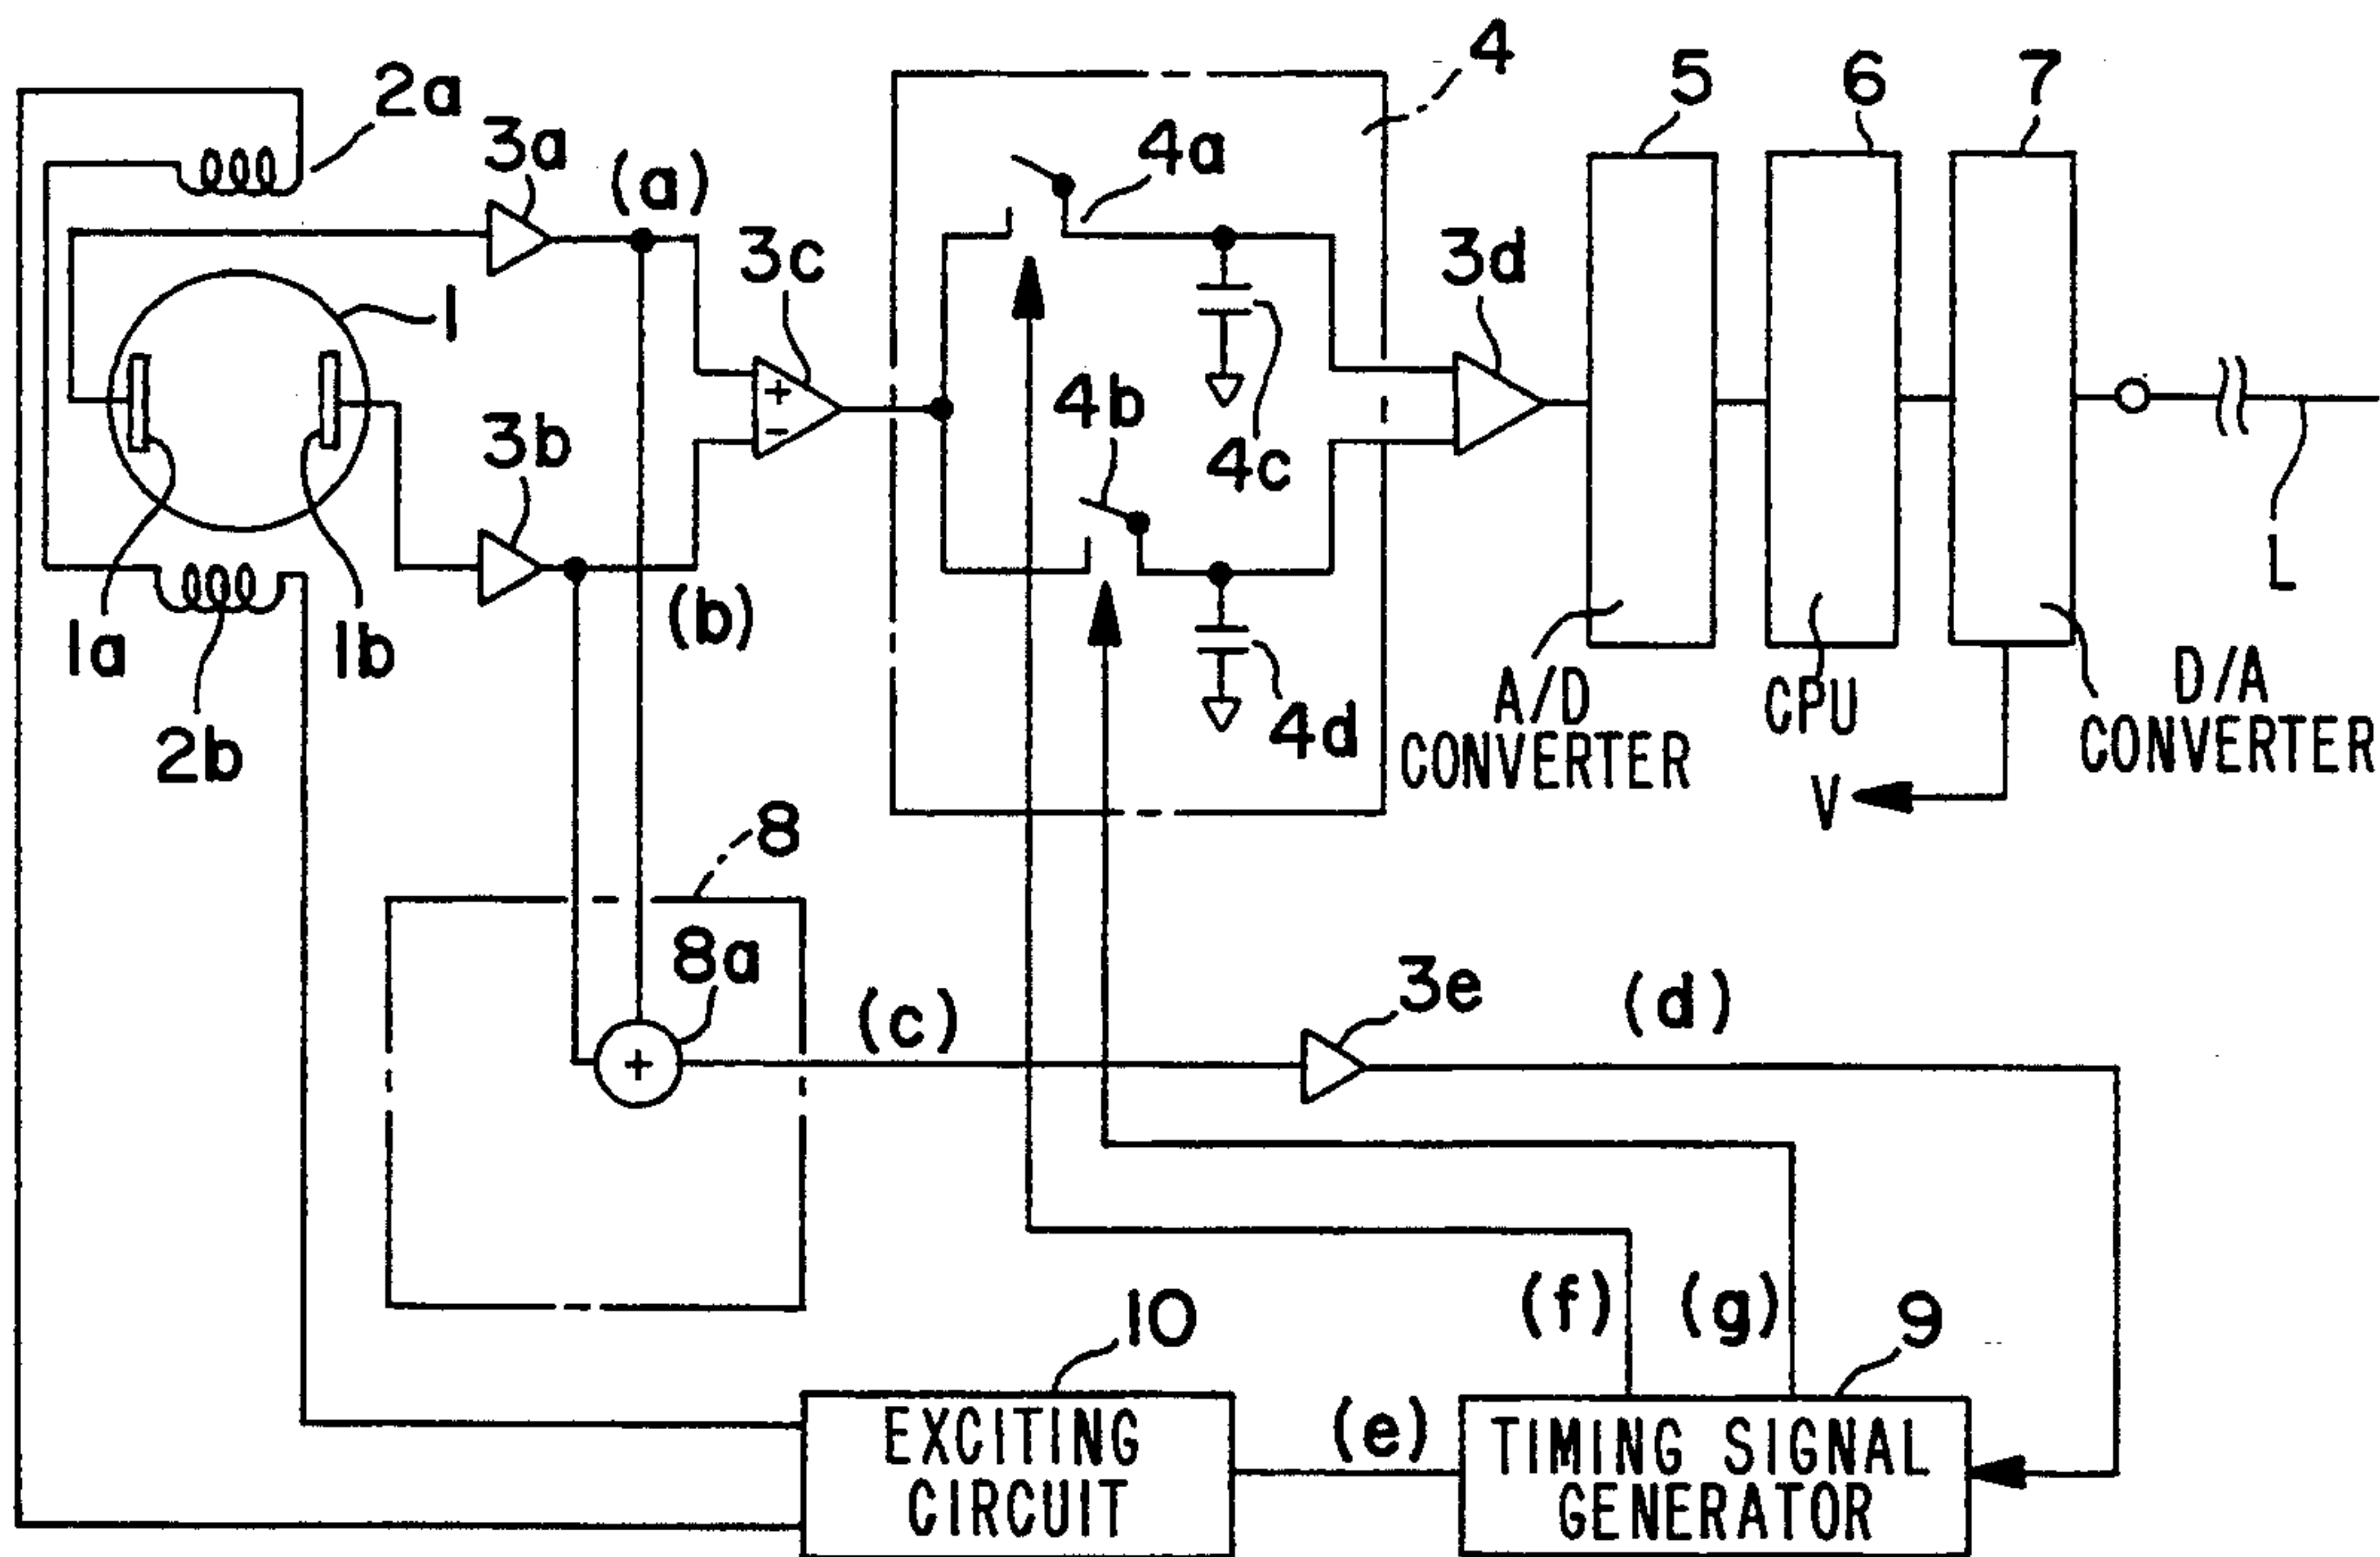 2a
3a
(a)
4
4a
5
6
7
3c
3d
1
+
-
4b
4c
3b
(b)
1a
1b
2b
4d
L
A/D
CONVERTER
CPU
D/A
CONVERTER
V
8
8a
+
(c)
3e
(d)
10
(f)
(g)
9
(e)
EXCITING
CIRCUIT
TIMING SIGNAL
GENERATOR